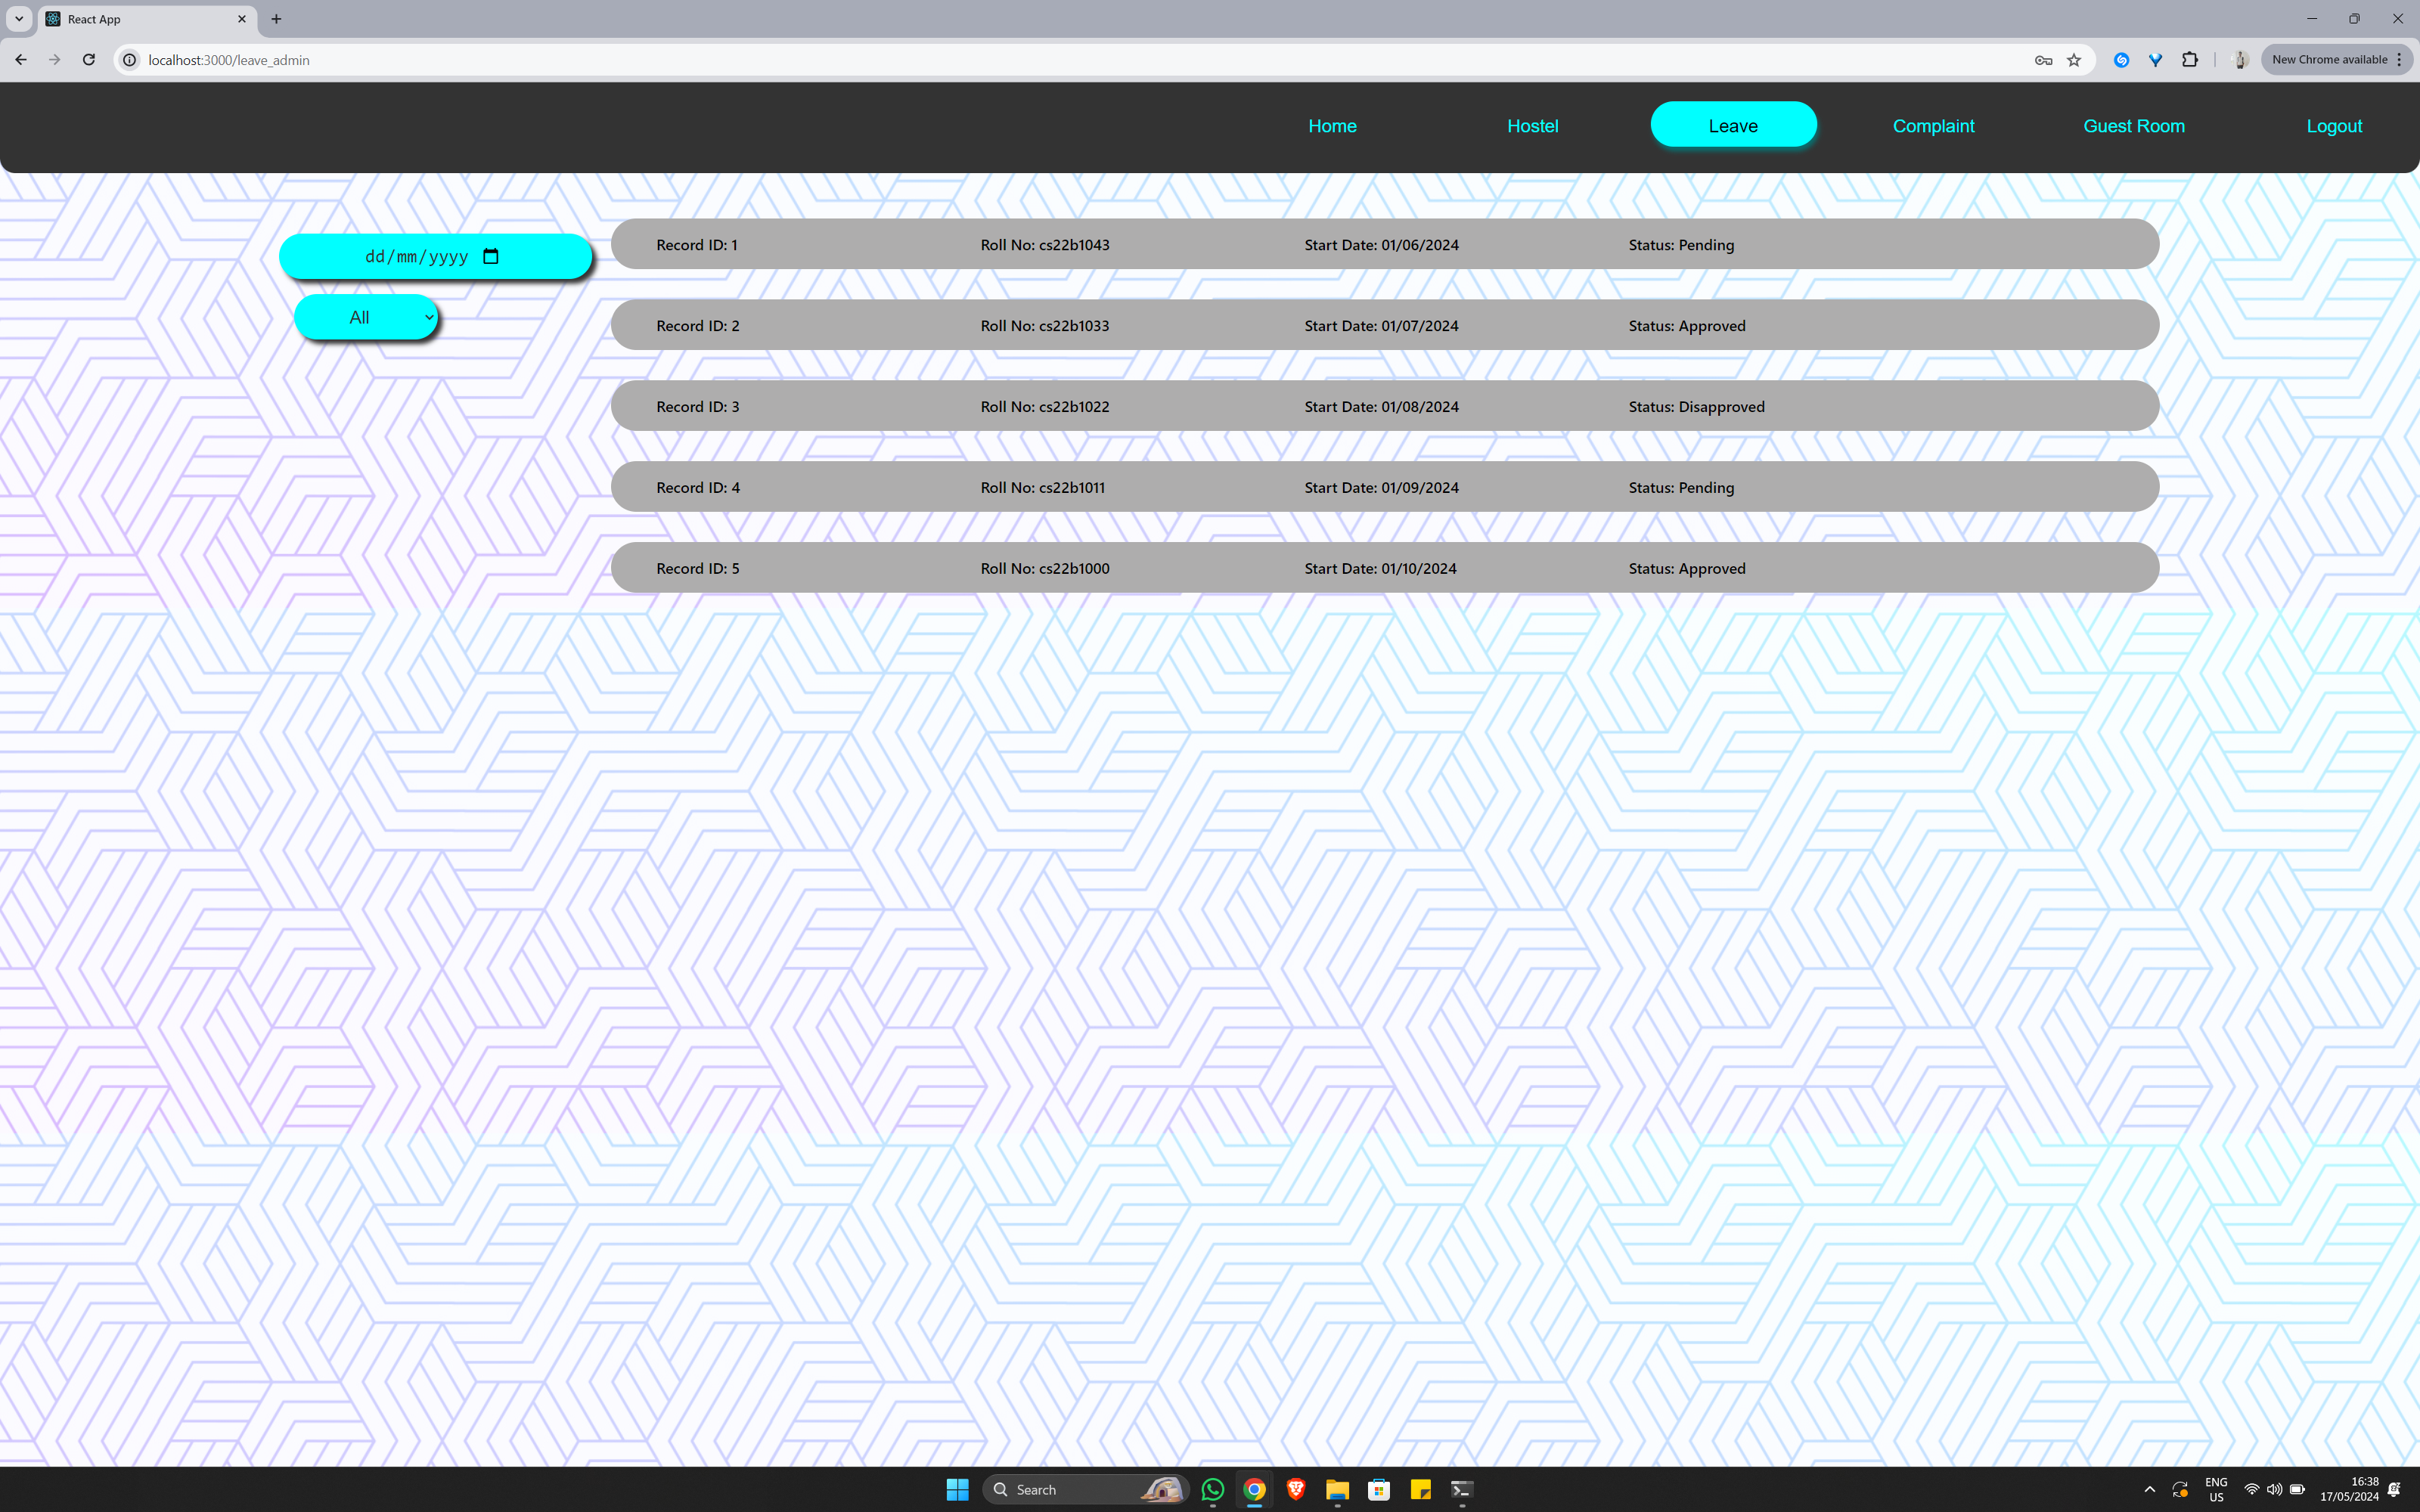 React App
localhost:3000/leave_admin
New Chrome available
Home Hostel Leave Complaint Guest Room Logout
dd/mm/yyyy
All
Record ID: 1 Roll No: cs22b1043 Start Date: 01/06/2024 Status: Pending
Record ID: 2 Roll No: cs22b1033 Start Date: 01/07/2024 Status: Approved
Record ID: 3 Roll No: cs22b1022 Start Date: 01/08/2024 Status: Disapproved
Record ID: 4 Roll No: cs22b1011 Start Date: 01/09/2024 Status: Pending
Record ID: 5 Roll No: cs22b1000 Start Date: 01/10/2024 Status: Approved
Search
ENG
US
16:38
17/05/2024